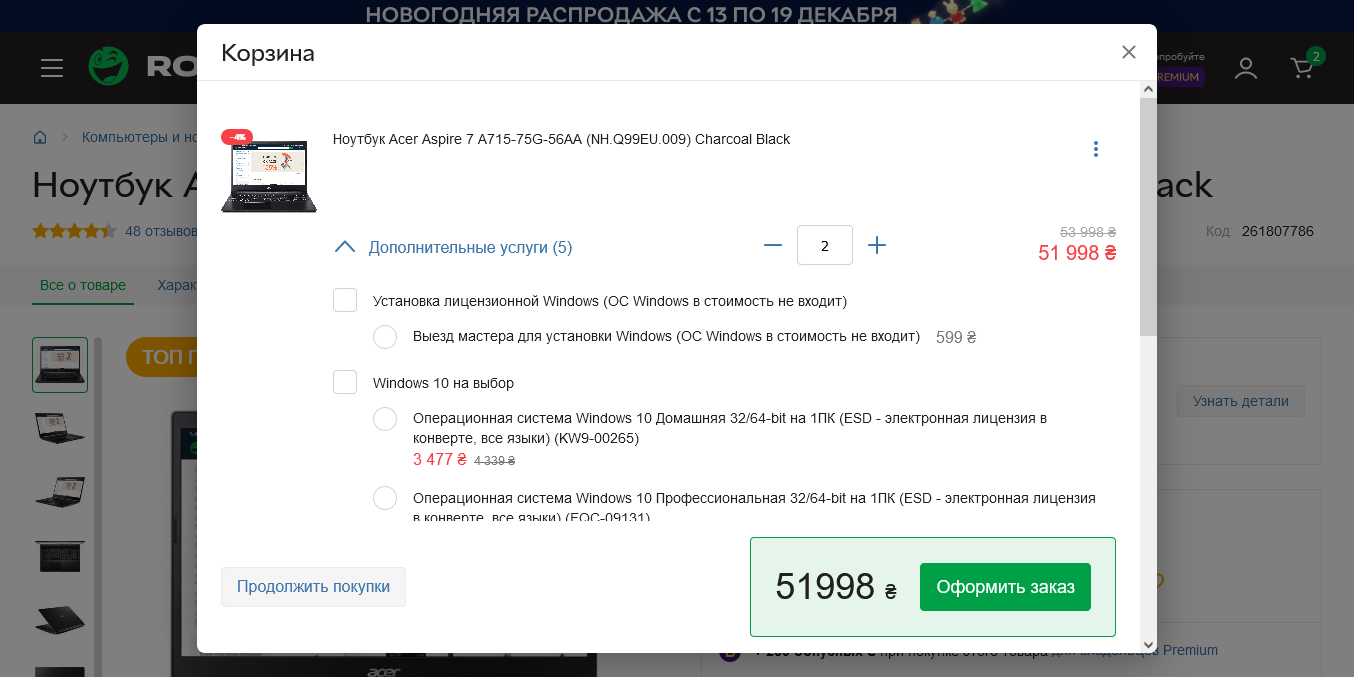 НОВОГОДНЯЯ РАСПРОДАЖА С 13 ПО 19 ДЕКАБРЯ
Корзина
RO
2
PREMIUM
Компьютеры и но
Ноутбук Acer Aspire 7 A715-75G-56AA (NH.Q99EU.009) Charcoal Black
Ноутбук A
ack
48 отзывов
Код: 261807786
Дополнительные услуги (5)
2
53 998 ₴
51 998 ₴
Все о товаре
Харак
Установка лицензионной Windows (ОС Windows в стоимость не входит)
Выезд мастера для установки Windows (ОС Windows в стоимость не входит) 599 ₴
ТОП П
Windows 10 на выбор
Узнать детали
Операционная система Windows 10 Домашняя 32/64-bit на 1ПК (ESD - электронная лицензия в
конверте, все языки) (KW9-00265)
3 477 ₴ 4 339 ₴
Операционная система Windows 10 Профессиональная 32/64-bit на 1ПК (ESD - электронная лицензия
в конверте, все языки) (FQC-09131)
Продолжить покупки
51998 ₴
Оформить заказ
при покупке этого товара для владельцев Premium
acer